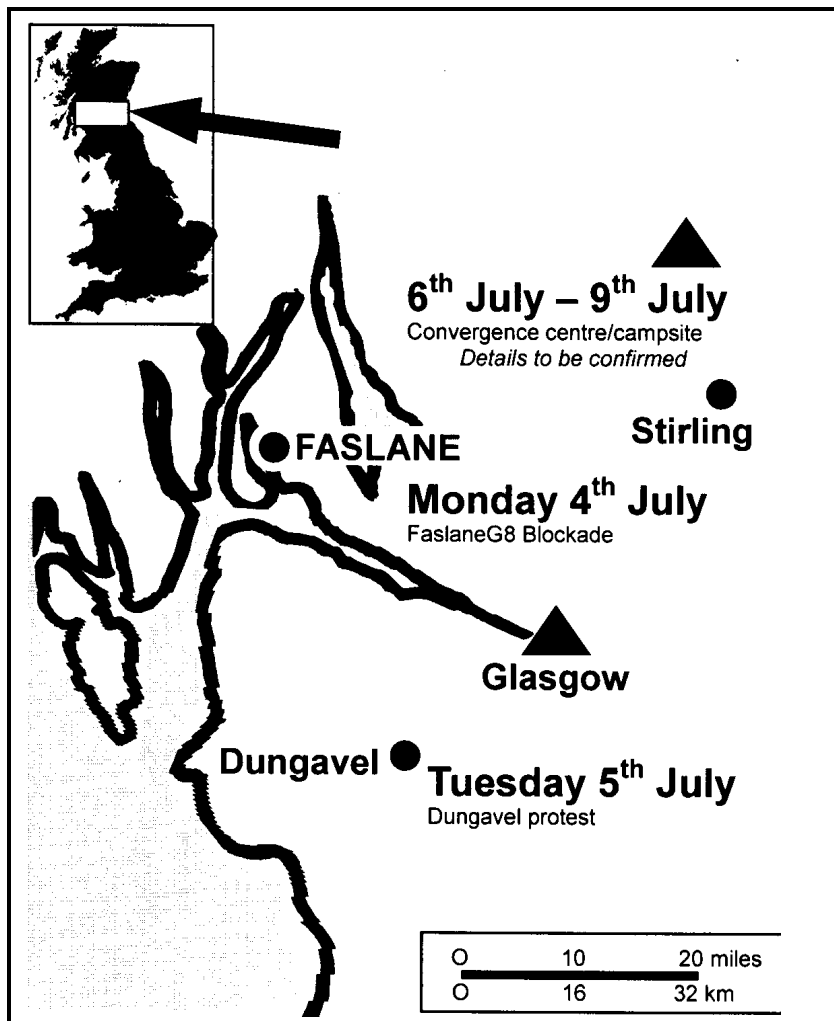 6th July – 9th July
Convergence centre/campsite
Details to be confirmed
Stirling
FASLANE
Monday 4th July
FaslaneG8 Blockade
Glasgow
Dungavel
Tuesday 5th July
Dungavel protest
O 10 20 miles
O 16 32 km